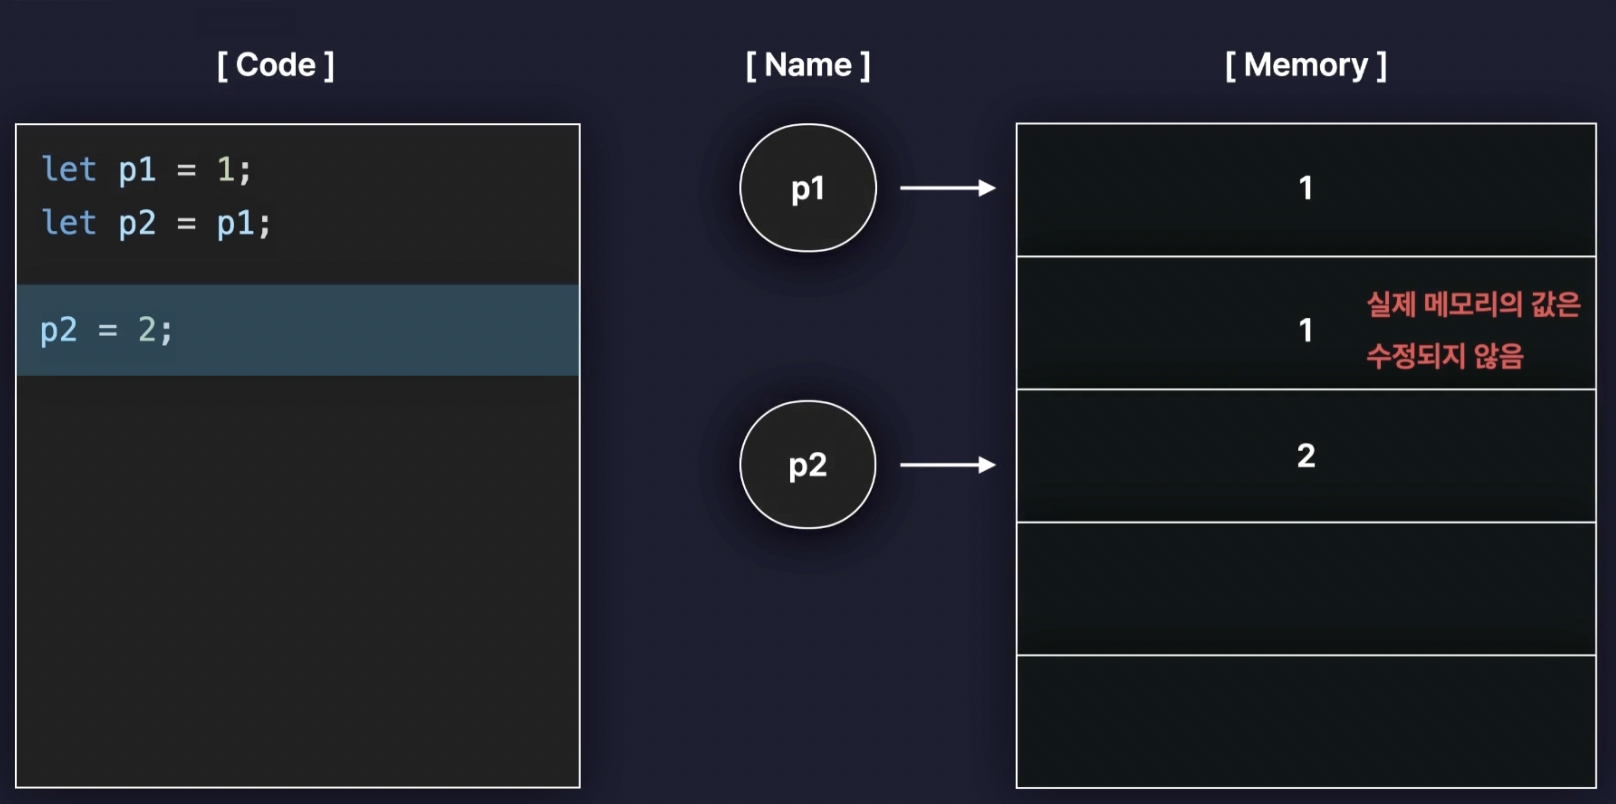 [ Code ]
[ Name ]
[ Memory ]
let p1 = 1;
let p2 = p1;
p2 = 2;
p1
p2
1
1
실제 메모리의 값은
수정되지 않음
2